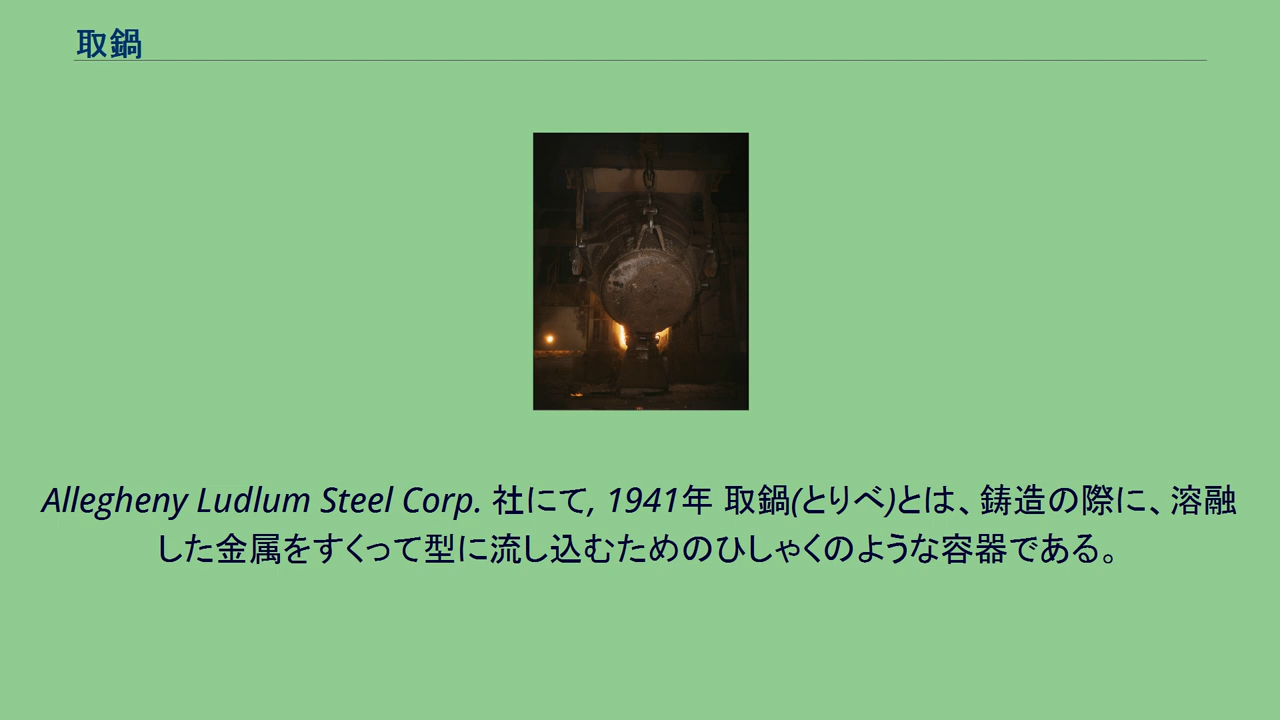 取鍋
Allegheny Ludlum Steel Corp. 社にて, 1941年 取鍋(とりべ)とは、鋳造の際に、溶融
した金属をすくって型に流し込むためのひしゃくのような容器である。